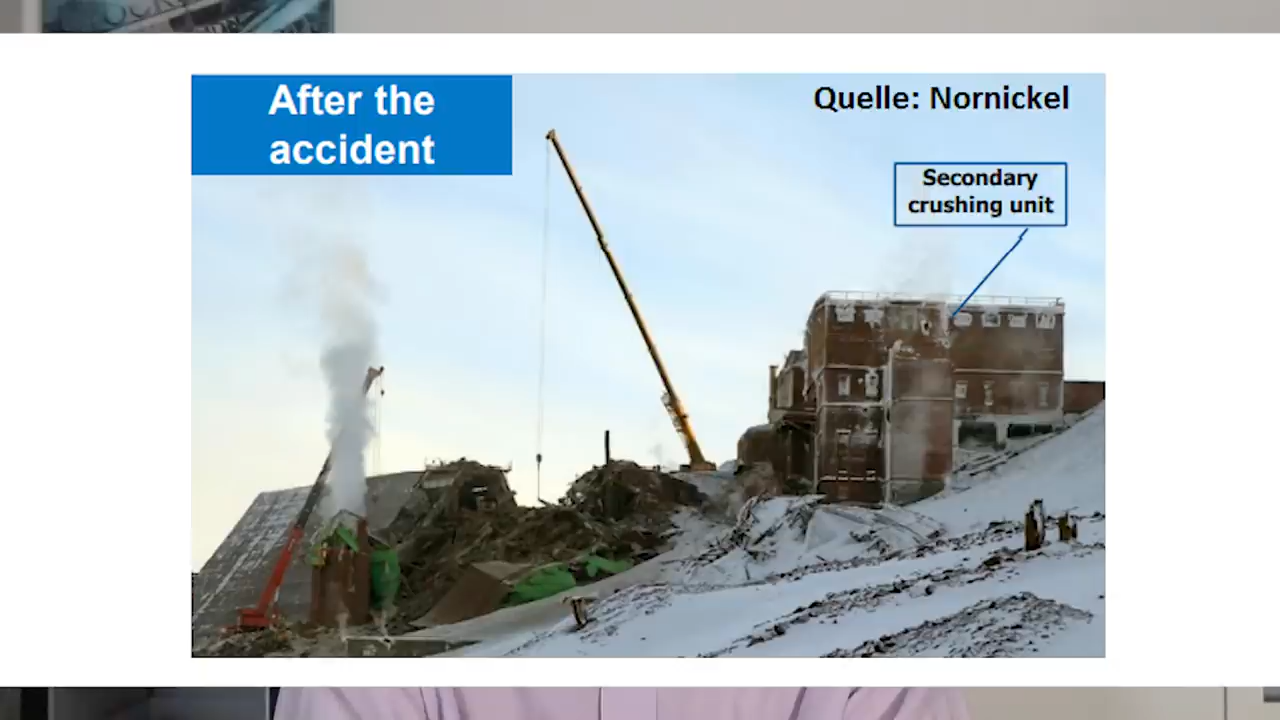 After the
accident
Quelle: Nornickel
Secondary
crushing unit